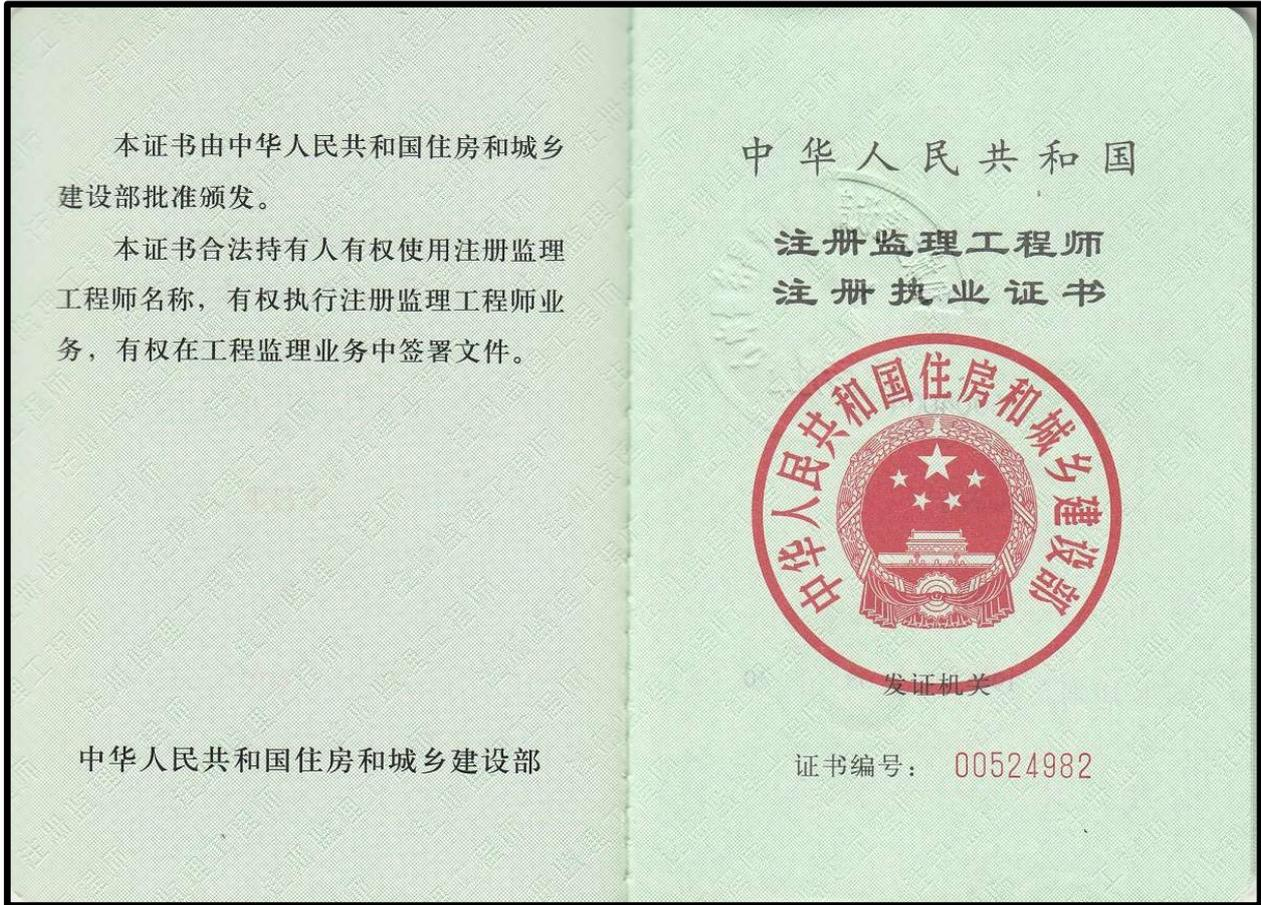 本证书由中华人民共和国住房和城乡
建设部批准颁发。
本证书合法持有人有权使用注册监理
工程师名称，有权执行注册监理工程师业
务，有权在工程监理业务中签署文件。
中华人民共和国住房和城乡建设部
中华人民共和国
注册监理工程师
注册执业证书
中华人民共和国住房和城乡建设部
发证机关
证书编号： 00524982